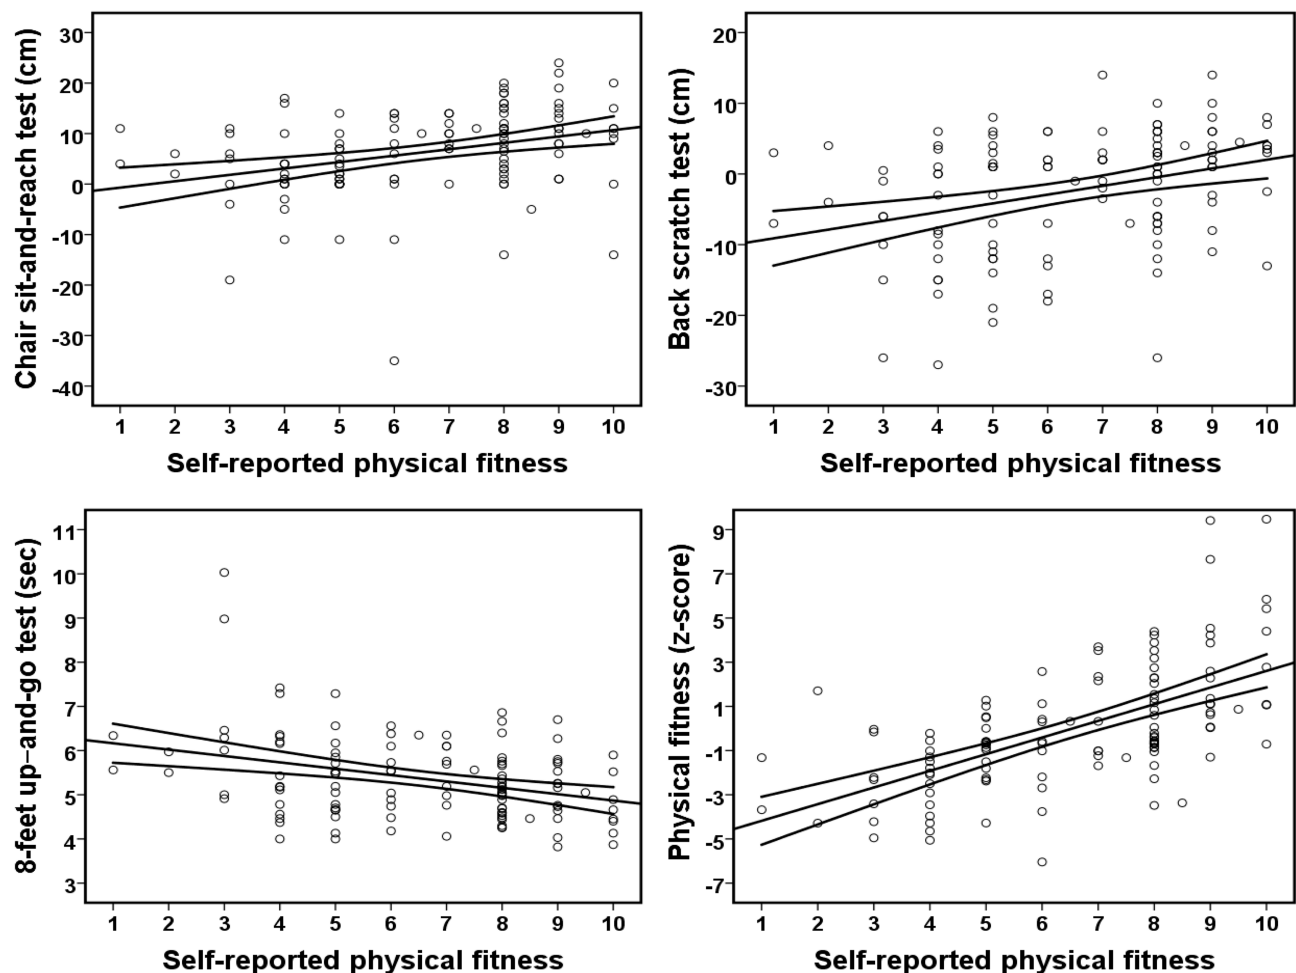 Chair sit-and-reach test (cm)
30
20
10
0
-10
-20
-30
-40
1 2 3 4 5 6 7 8 9 10
Self-reported physical fitness
Back scratch test (cm)
20
10
0
-10
-20
-30
1 2 3 4 5 6 7 8 9 10
Self-reported physical fitness
8-feet up–and-go test (sec)
11
10
9
8
7
6
5
4
3
1 2 3 4 5 6 7 8 9 10
Self-reported physical fitness
Physical fitness (z-score)
9
7
5
3
1
-1
-3
-5
-7
1 2 3 4 5 6 7 8 9 10
Self-reported physical fitness